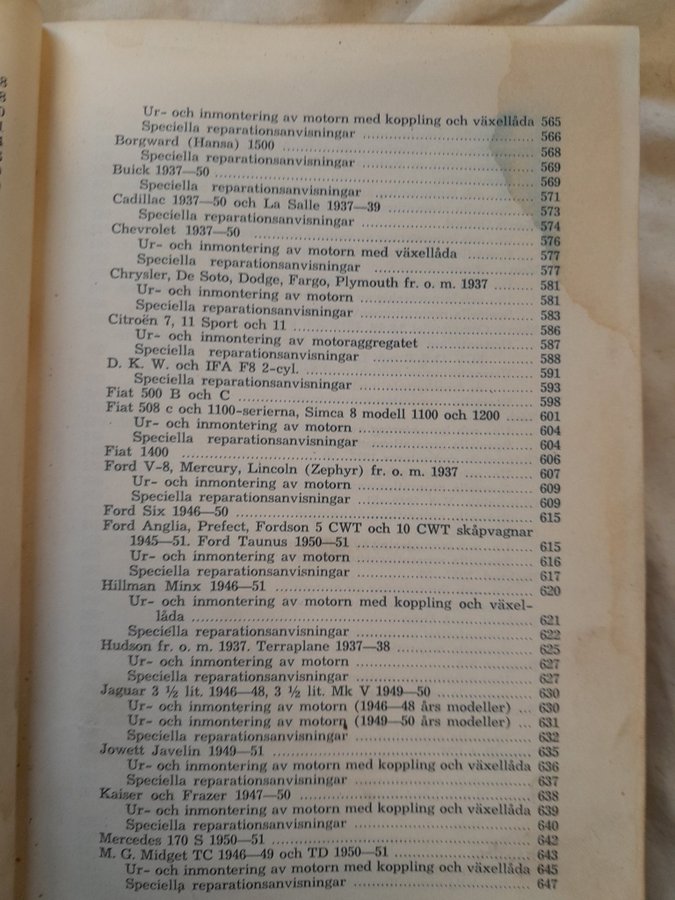 Ur- och inmontering av motorn med koppling och växellåda 565
Speciella reparationsanvisningar ........ 566
Borgward (Hansa) 1500 ........ 568
Speciella reparationsanvisningar ........ 569
Buick 1937—50 ........ 569
Speciella reparationsanvisningar ........ 571
Cadillac 1937—50 och La Salle 1937—39 ........ 573
Speciella reparationsanvisningar ........ 574
Chevrolet 1937—50 ........ 576
Ur- och inmontering av motorn med växellåda ........ 577
Speciella reparationsanvisningar ........ 577
Chrysler, De Soto, Dodge, Fargo, Plymouth fr. o. m. 1937 ........ 581
Ur- och inmontering av motorn ........ 581
Speciella reparationsanvisningar ........ 583
Citroën 7, 11 Sport och 11 ........ 586
Ur- och inmontering av motoraggregatet ........ 587
Speciella reparationsanvisningar ........ 588
D. K. W. och IFA F8 2-cyl. ........ 591
Speciella reparationsanvisningar ........ 593
Fiat 500 B och C ........ 598
Fiat 508 c och 1100-serierna, Simca 8 modell 1100 och 1200 ...... 601
Ur- och inmontering av motorn ........ 604
Speciella reparationsanvisningar ........ 604
Fiat 1400 ........ 606
Ford V-8, Mercury, Lincoln (Zephyr) fr. o. m. 1937 ........ 607
Ur- och inmontering av motorn ........ 609
Speciella reparationsanvisningar ........ 609
Ford Six 1946—50 ........ 615
Ford Anglia, Prefect, Fordson 5 CWT och 10 CWT skåpvagnar
1945—51. Ford Taunus 1950—51 ........ 615
Ur- och inmontering av motorn ........ 616
Speciella reparationsanvisningar ........ 617
Hillman Minx 1946—51 ........ 620
Ur- och inmontering av motorn med koppling och växel-
låda ........ 621
Speciella reparationsanvisningar ........ 622
Hudson fr. o. m. 1937. Terraplane 1937—38 ........ 625
Ur- och inmontering av motorn ........ 627
Speciella reparationsanvisningar ........ 627
Jaguar 3 ½ lit. 1946—48, 3 ½ lit. Mk V 1949—50 ........ 630
Ur- och inmontering av motorn (1946—48 års modeller) ... 630
Ur- och inmontering av motorn (1949—50 års modeller) ... 631
Speciella reparationsanvisningar ........ 632
Jowett Javelin 1949—51 ........ 635
Ur- och inmontering av motorn med koppling och växellåda 636
Speciella reparationsanvisningar ........ 637
Kaiser och Frazer 1947—50 ........ 638
Ur- och inmontering av motorn med koppling och växellåda 639
Speciella reparationsanvisningar ........ 640
Mercedes 170 S 1950—51 ........ 642
M. G. Midget TC 1946—49 och TD 1950—51 ........ 643
Ur- och inmontering av motorn med koppling och växellåda 645
Speciella reparationsanvisningar ........ 647